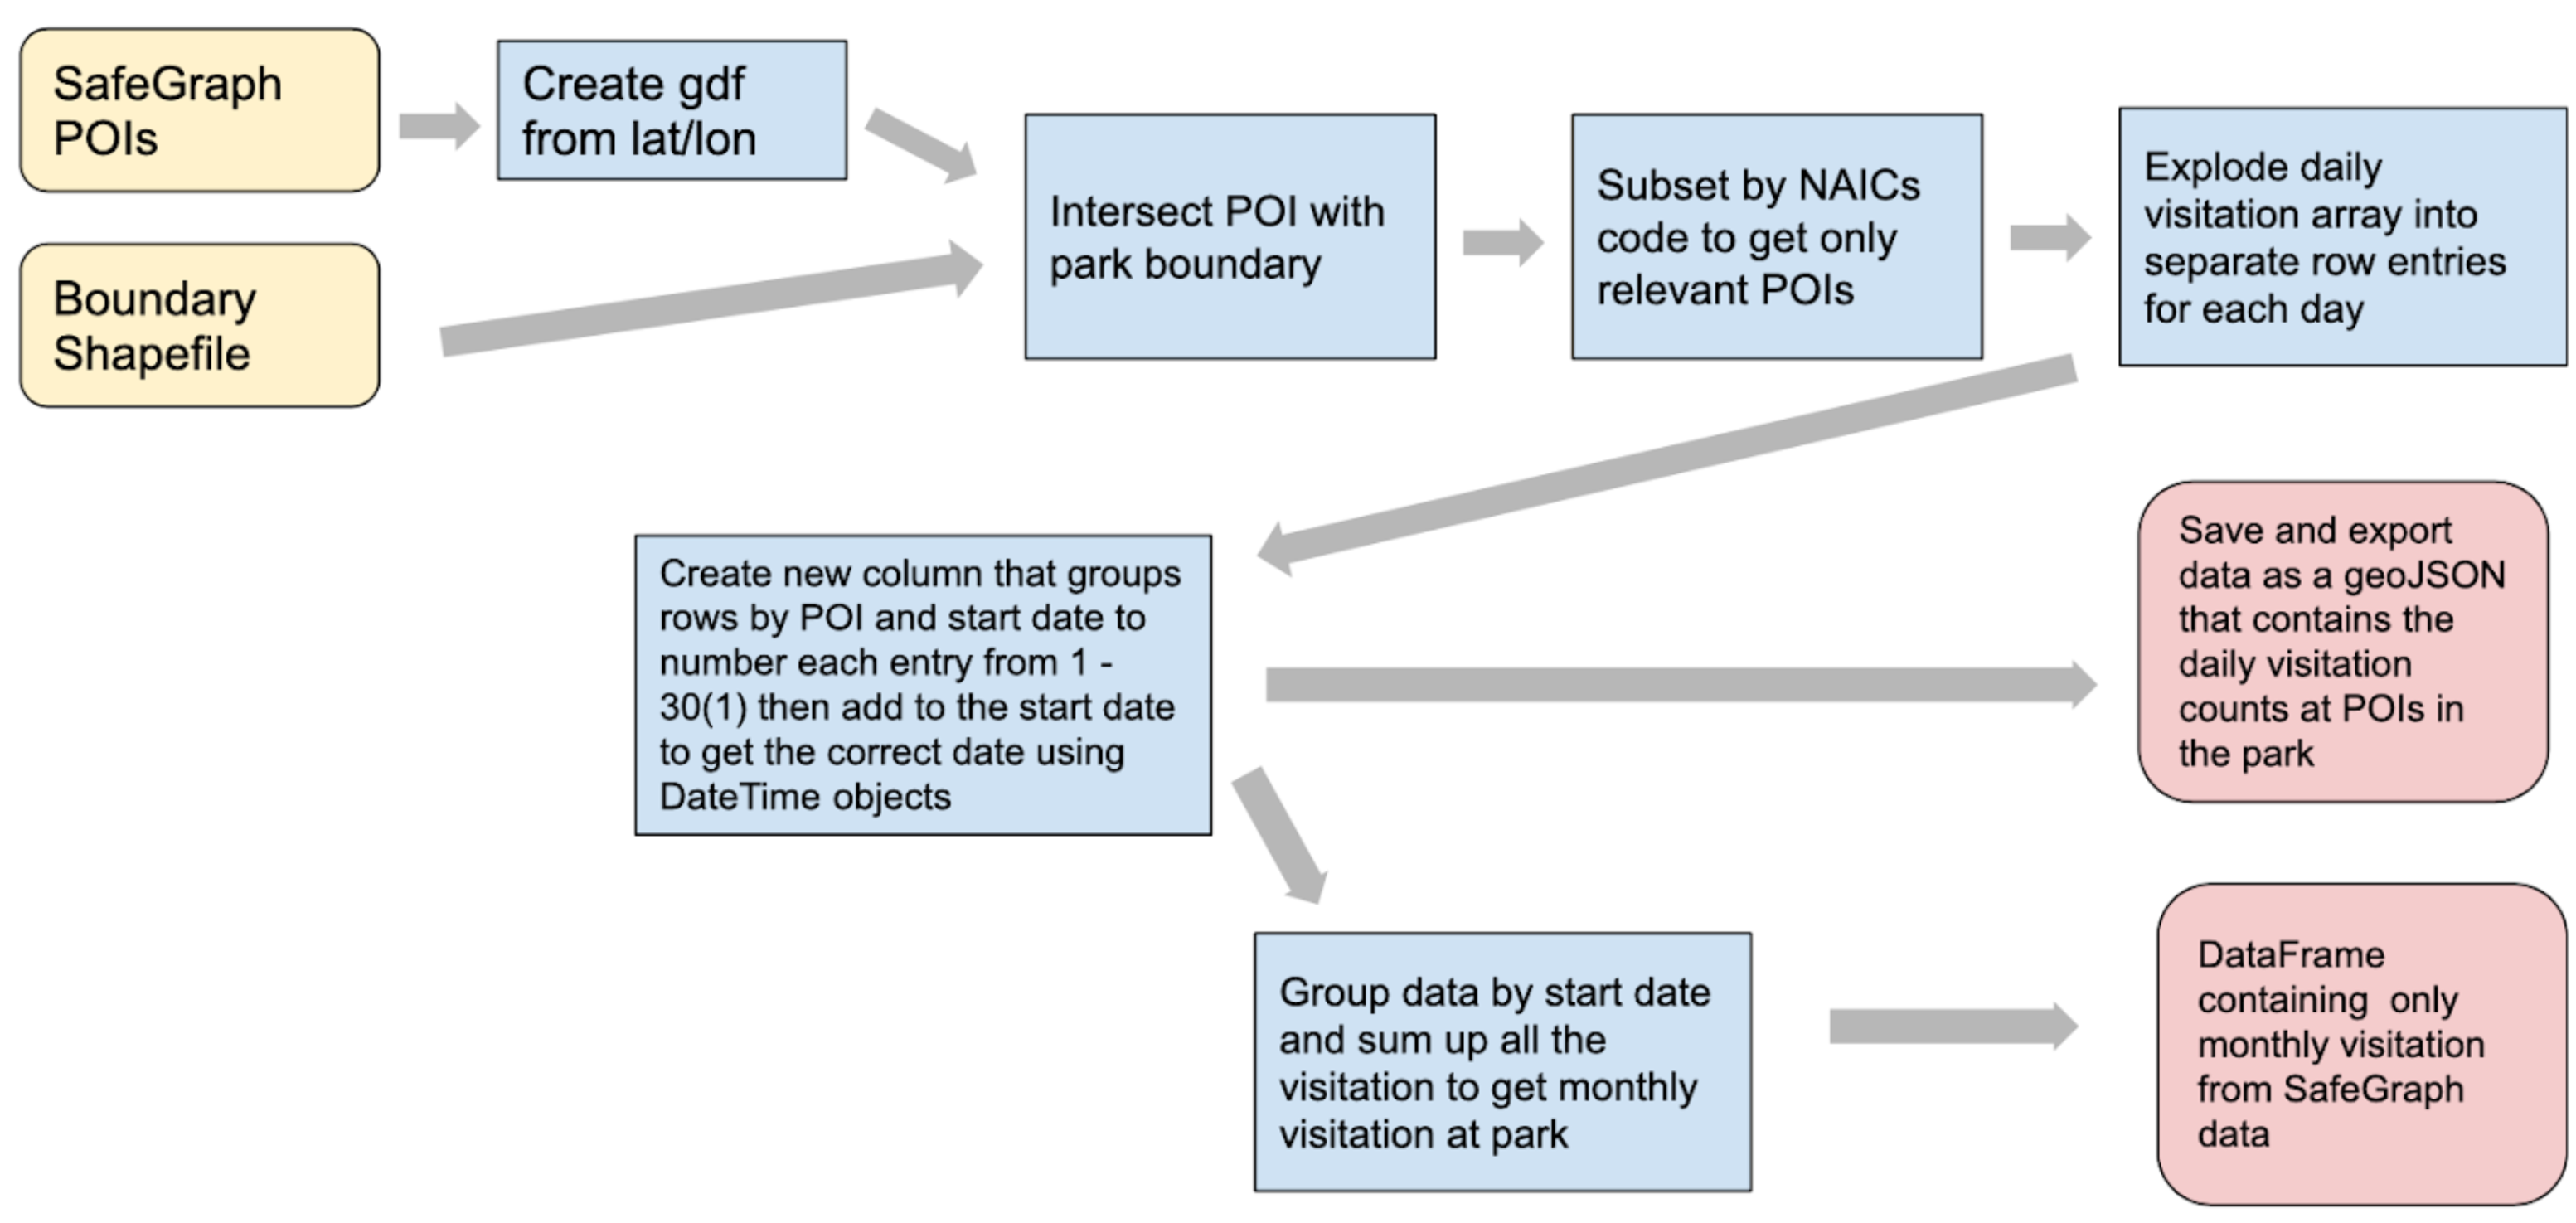 SafeGraph
POIs
Create gdf
from lat/lon
Boundary
Shapefile
Intersect POI with
park boundary
Subset by NAICs
code to get only
relevant POIs
Explode daily
visitation array into
separate row entries
for each day
Create new column that groups
rows by POI and start date to
number each entry from 1 -
30(1) then add to the start date
to get the correct date using
DateTime objects
Save and export
data as a geoJSON
that contains the
daily visitation
counts at POIs in
the park
Group data by start date
and sum up all the
visitation to get monthly
visitation at park
DataFrame
containing  only
monthly visitation
from SafeGraph
data